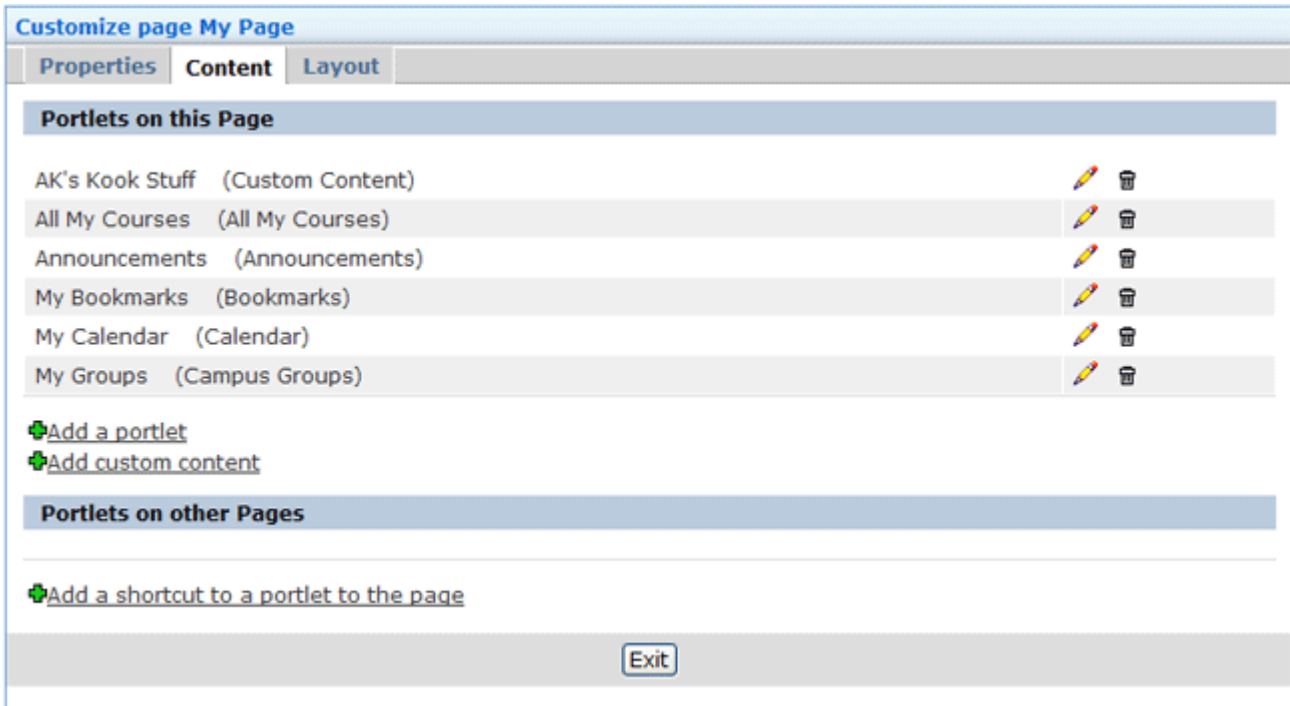 Customize page My Page
Properties Content Layout
Portlets on this Page
AK's Kook Stuff (Custom Content)
All My Courses (All My Courses)
Announcements (Announcements)
My Bookmarks (Bookmarks)
My Calendar (Calendar)
My Groups (Campus Groups)
Add a portlet
Add custom content
Portlets on other Pages
Add a shortcut to a portlet to the page
Exit